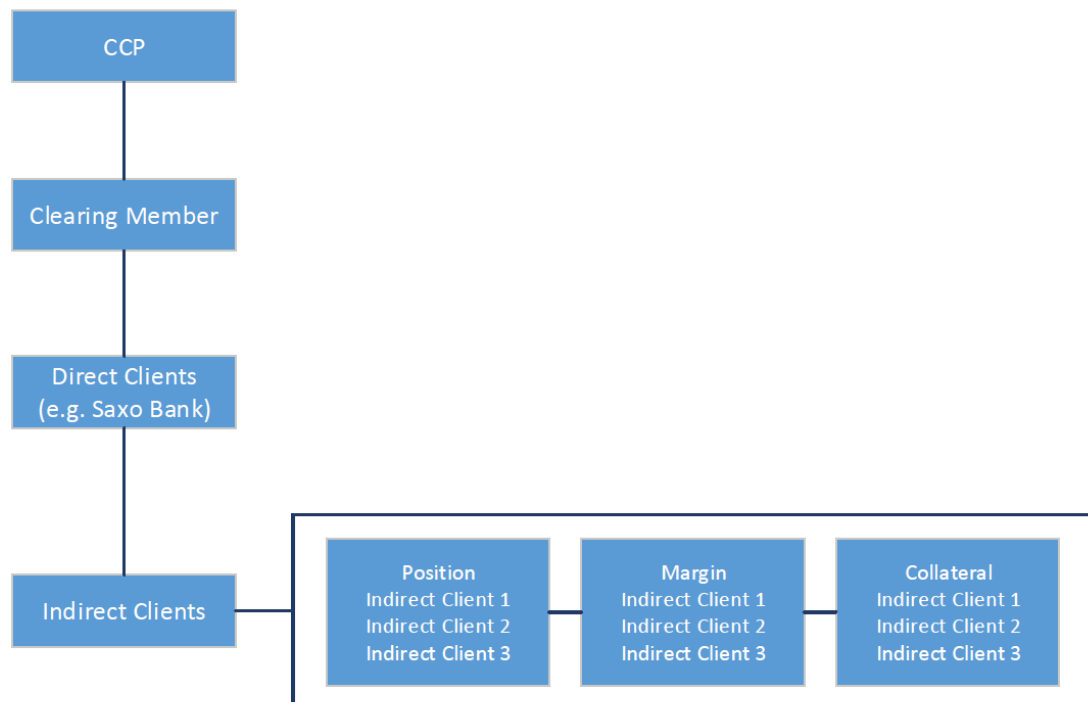 CCP
Clearing Member
Direct Clients
(e.g. Saxo Bank)
Indirect Clients
Position
Indirect Client 1
Indirect Client 2
Indirect Client 3
Margin
Indirect Client 1
Indirect Client 2
Indirect Client 3
Collateral
Indirect Client 1
Indirect Client 2
Indirect Client 3